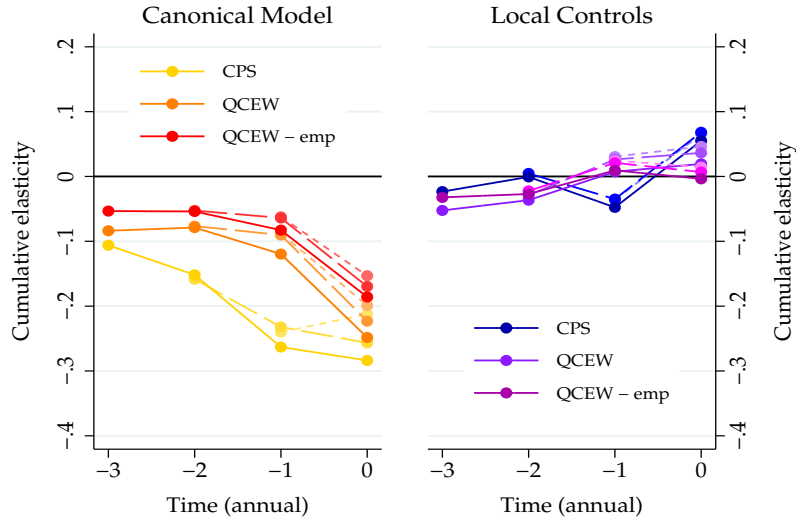 Canonical Model
.2
.1
0
-.1
-.2
-.3
-.4
Cumulative elasticity
CPS
QCEW
QCEW – emp
−3
−2
−1
0
Time (annual)
Local Controls
CPS
QCEW
QCEW – emp
−3
−2
−1
0
Time (annual)
.2
.1
0
-.1
-.2
-.3
-.4
Cumulative elasticity